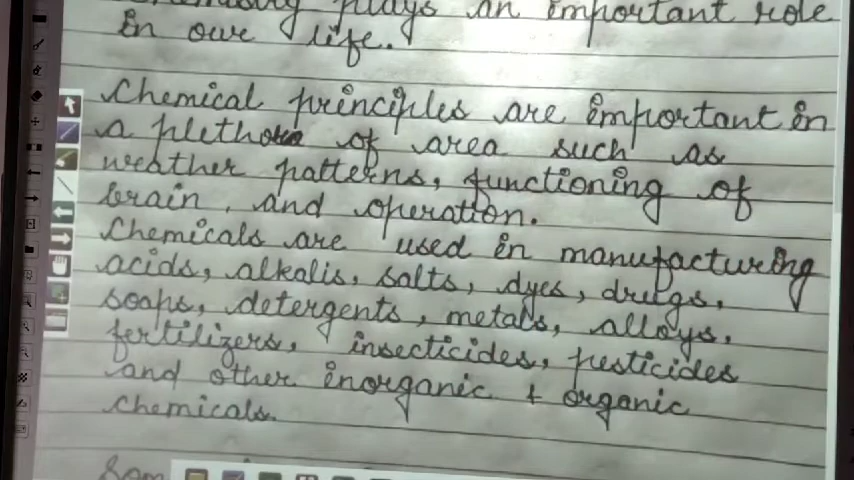 Chemistry plays an important role
in our life.
Chemical principles are important in
a plethora of area such as
weather patterns, functioning of
brain, and operation.
Chemicals are used in manufacturing
acids, alkalis, salts, dyes, drugs,
soaps, detergents, metals, alloys,
fertilizers, insecticides, pesticides
and other inorganic + organic
chemicals.